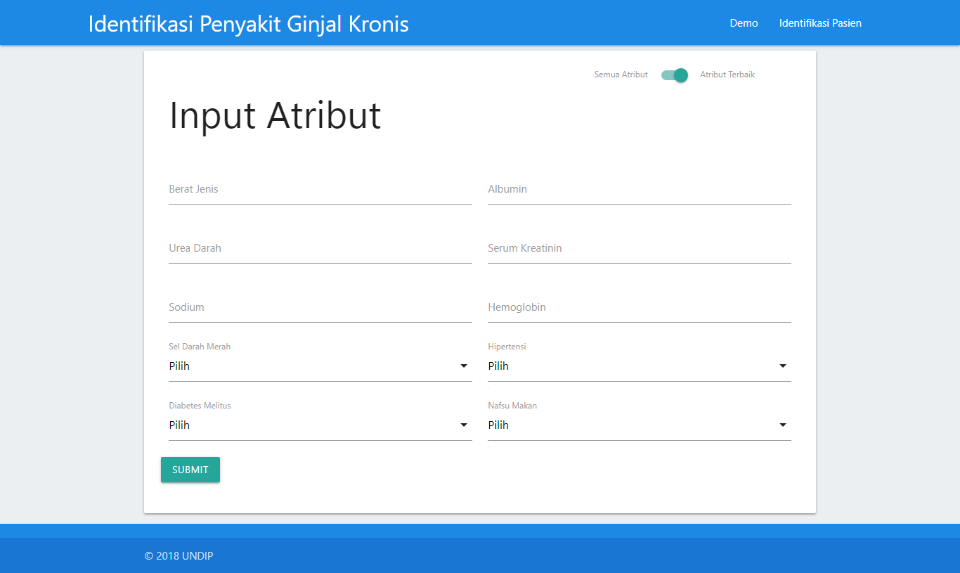 Identifikasi Penyakit Ginjal Kronis
Demo Identifikasi Pasien
Semua Atribut Atribut Terbaik
Input Atribut
Berat Jenis Albumin
Urea Darah Serum Kreatinin
Sodium Hemoglobin
Sel Darah Merah Hipertensi
Pilih Pilih
Diabetes Melitus Nafsu Makan
Pilih Pilih
SUBMIT
© 2018 UNDIP